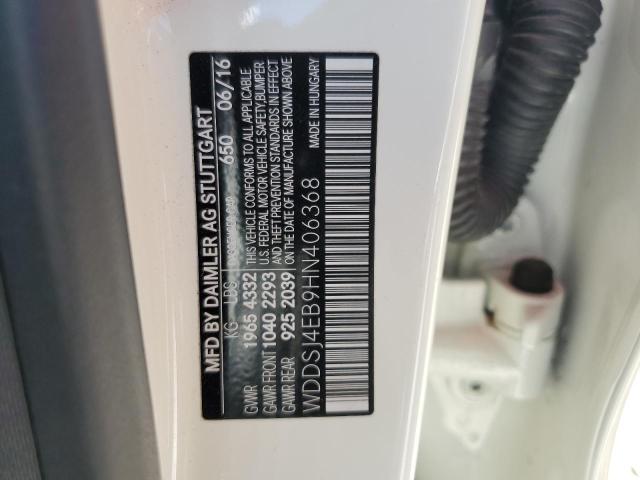 MFD BY DAIMLER AG STUTTGART
650 06/16
KG LBS
GVWR 1965 4332
GAWR FRONT 1040 2293
GAWR REAR 925 2039
THIS VEHICLE CONFORMS TO ALL APPLICABLE
U.S. FEDERAL MOTOR VEHICLE SAFETY, BUMPER
AND THEFT PREVENTION STANDARDS IN EFFECT
ON THE DATE OF MANUFACTURE SHOWN ABOVE
WDDSJ4EB9HN406368
MADE IN HUNGARY